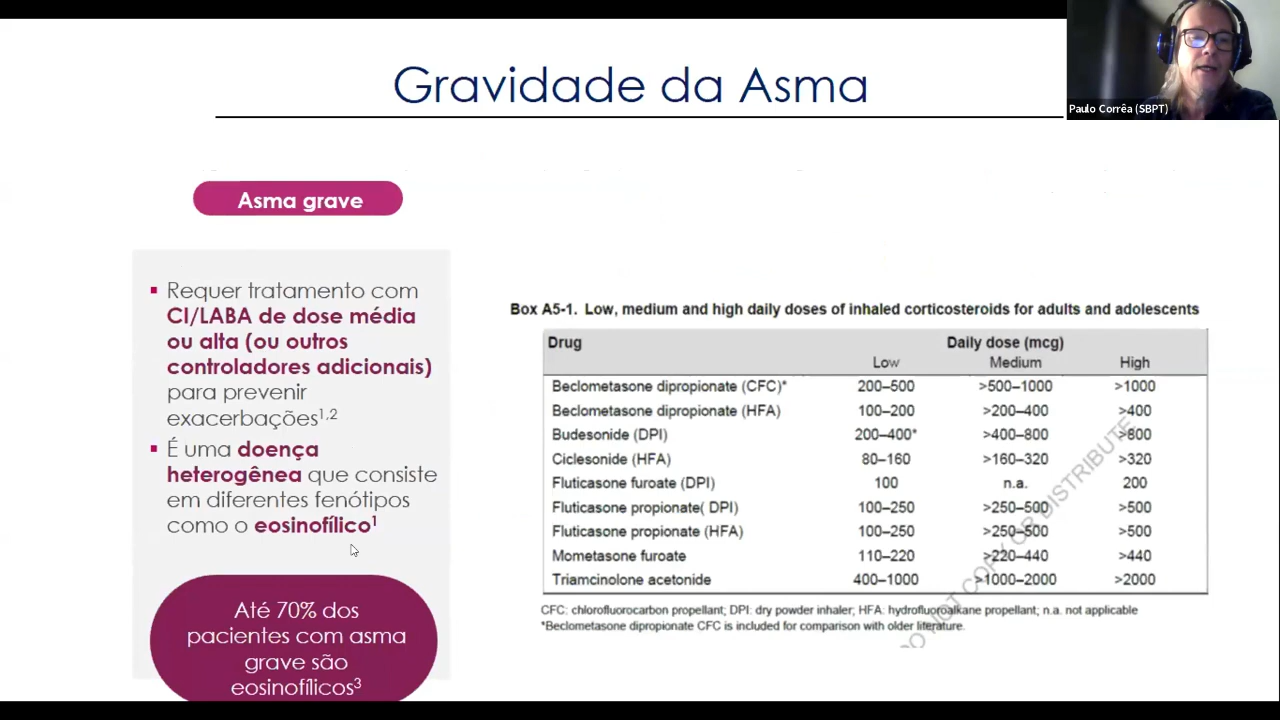 Gravidade da Asma
Paulo Corrêa (SBPT)
Asma grave
▪ Requer tratamento com
CI/LABA de dose média
ou alta (ou outros
controladores adicionais)
para prevenir
exacerbações1,2
▪ É uma doença
heterogênea que consiste
em diferentes fenótipos
como o eosinofílico1
Até 70% dos
pacientes com asma
grave são
eosinofílicos3
Box A5-1. Low, medium and high daily doses of inhaled corticosteroids for adults and adolescents
Drug Daily dose (mcg)
Low Medium High
Beclometasone dipropionate (CFC)* 200–500 >500–1000 >1000
Beclometasone dipropionate (HFA) 100–200 >200–400 >400
Budesonide (DPI) 200–400* >400–800 >800
Ciclesonide (HFA) 80–160 >160–320 >320
Fluticasone furoate (DPI) 100 n.a. 200
Fluticasone propionate( DPI) 100–250 >250–500 >500
Fluticasone propionate (HFA) 100–250 >250–500 >500
Mometasone furoate 110–220 >220–440 >440
Triamcinolone acetonide 400–1000 >1000–2000 >2000
CFC: chlorofluorocarbon propellant; DPI: dry powder inhaler; HFA: hydrofluoroalkane propellant; n.a. not applicable
*Beclometasone dipropionate CFC is included for comparison with older literature.
DO NOT COPY OR DISTRIBUTE